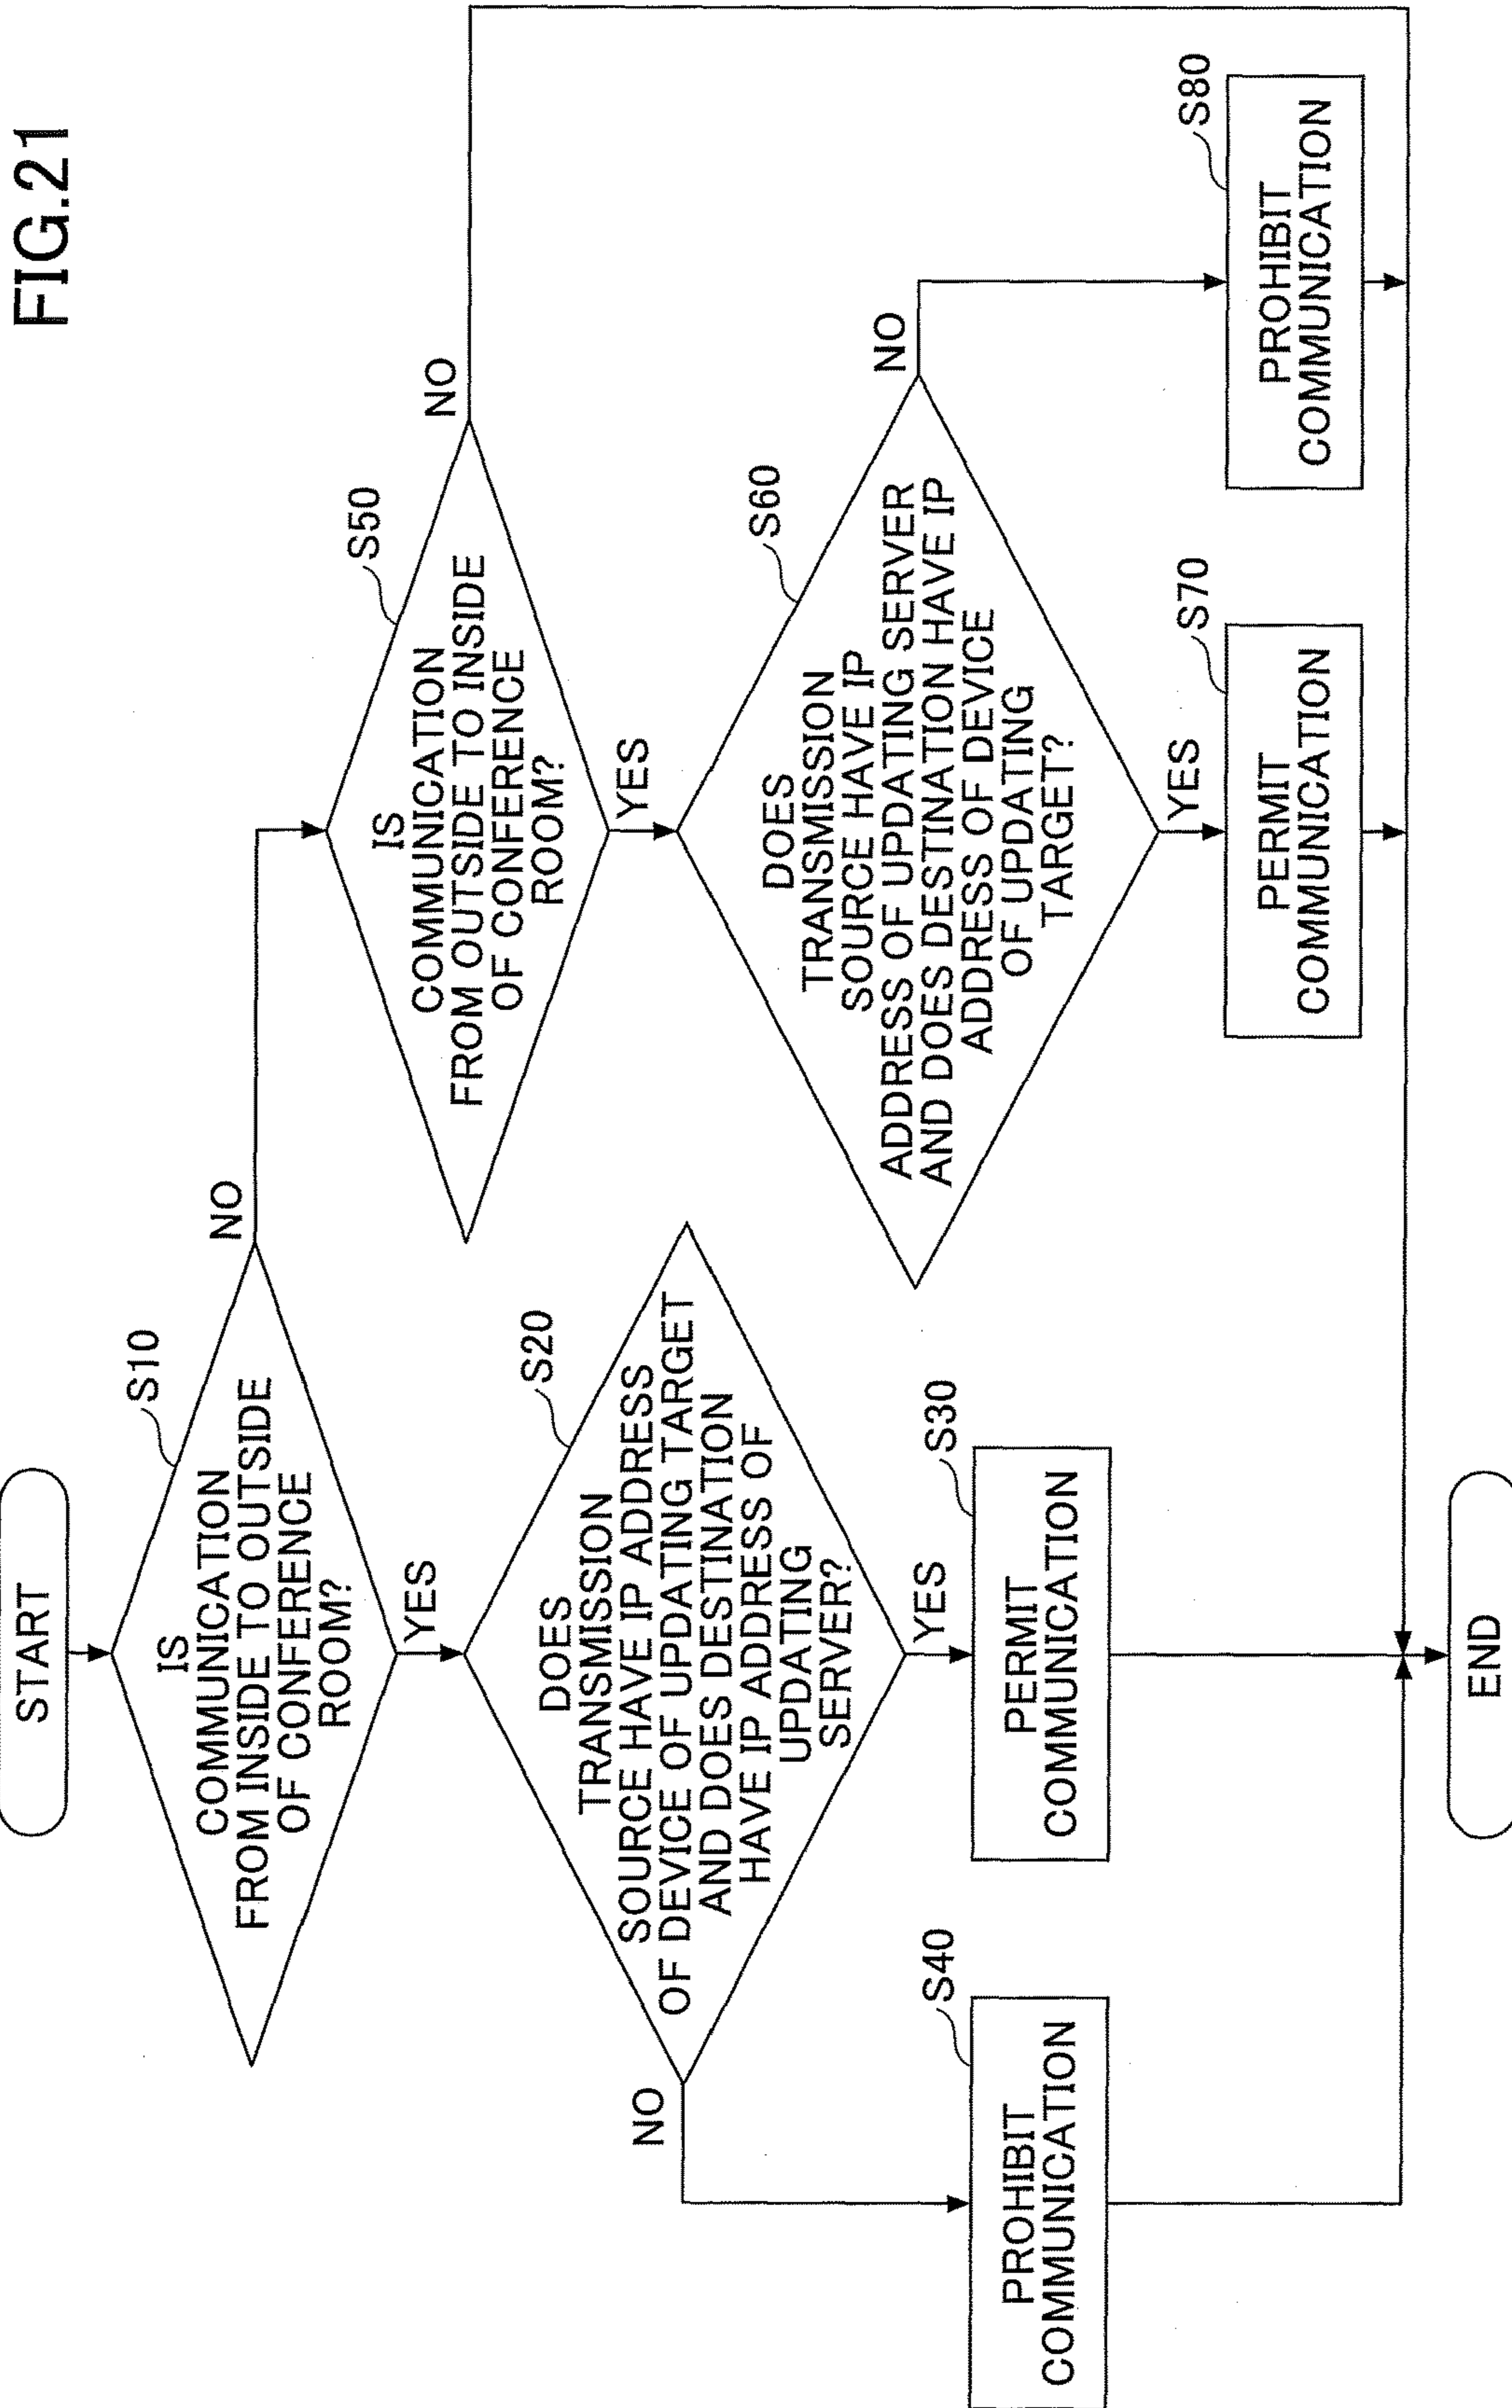 FIG.21
START
S10
IS
COMMUNICATION
FROM INSIDE TO OUTSIDE
OF CONFERENCE
ROOM?
NO
YES
S20
DOES
TRANSMISSION
SOURCE HAVE IP ADDRESS
OF DEVICE OF UPDATING TARGET
AND DOES DESTINATION
HAVE IP ADDRESS OF
UPDATING
SERVER?
NO
YES
S40
PROHIBIT
COMMUNICATION
S30
PERMIT
COMMUNICATION
S50
IS
COMMUNICATION
FROM OUTSIDE TO INSIDE
OF CONFERENCE
ROOM?
NO
YES
S60
DOES
TRANSMISSION
SOURCE HAVE IP
ADDRESS OF UPDATING SERVER
AND DOES DESTINATION HAVE IP
ADDRESS OF DEVICE
OF UPDATING
TARGET?
NO
YES
S70
PERMIT
COMMUNICATION
S80
PROHIBIT
COMMUNICATION
END